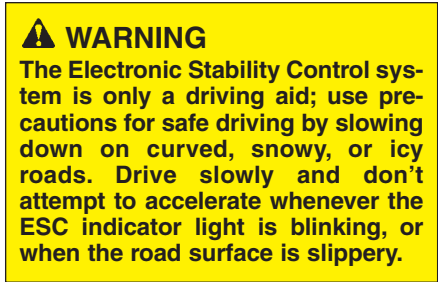 WARNING
The Electronic Stability Control sys-
tem is only a driving aid; use pre-
cautions for safe driving by slowing
down on curved, snowy, or icy
roads. Drive slowly and don't
attempt to accelerate whenever the
ESC indicator light is blinking, or
when the road surface is slippery.